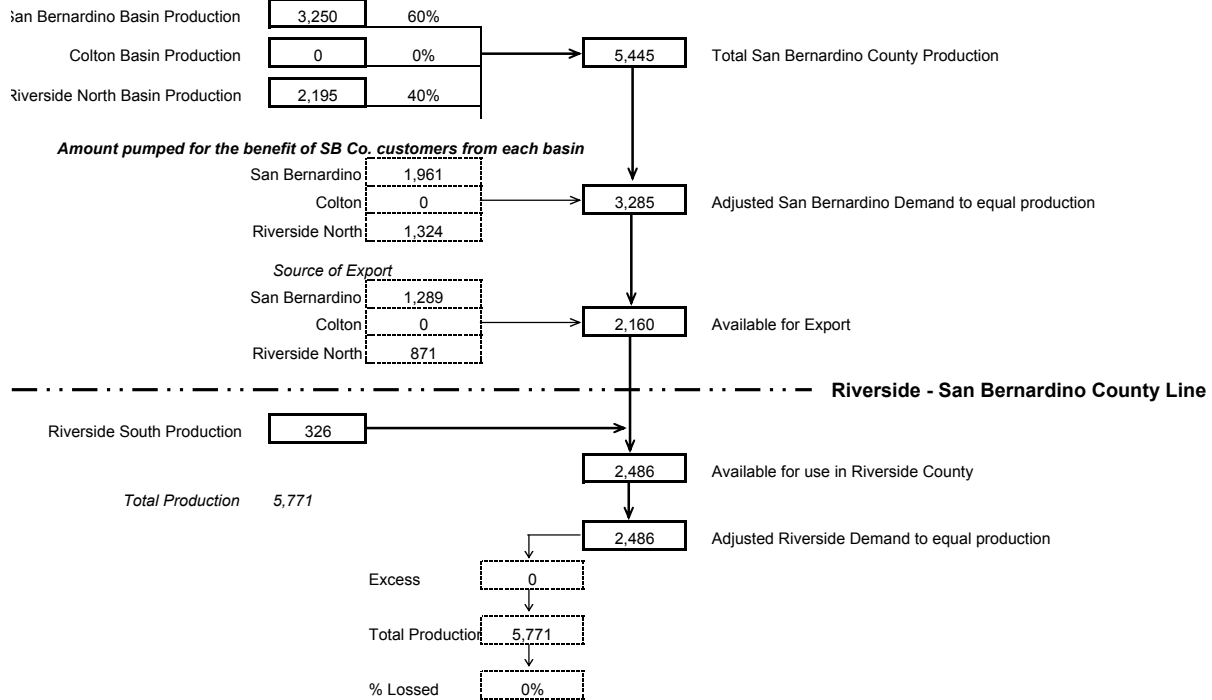 San Bernardino Basin Production 3,250 60%
Colton Basin Production 0 0% 5,445 Total San Bernardino County Production
Riverside North Basin Production 2,195 40%
Amount pumped for the benefit of SB Co. customers from each basin
San Bernardino 1,961
Colton 0 3,285 Adjusted San Bernardino Demand to equal production
Riverside North 1,324
Source of Export
San Bernardino 1,289
Colton 0 2,160 Available for Export
Riverside North 871
Riverside - San Bernardino County Line
Riverside South Production 326
2,486 Available for use in Riverside County
Total Production 5,771
2,486 Adjusted Riverside Demand to equal production
Excess 0
Total Production 5,771
% Lossed 0%